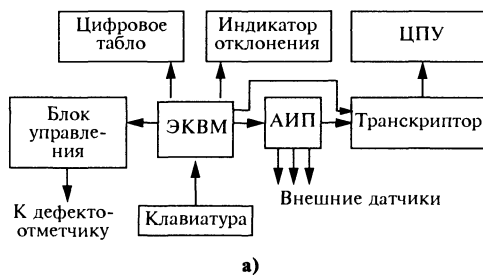 Цифровое
табло
Индикатор
отклонения
ЦПУ
Блок
управле-
ния
ЭКВМ
АИП
Транскриптор
К дефекто-
отметчику
Клавиатура
Внешние датчики
а)